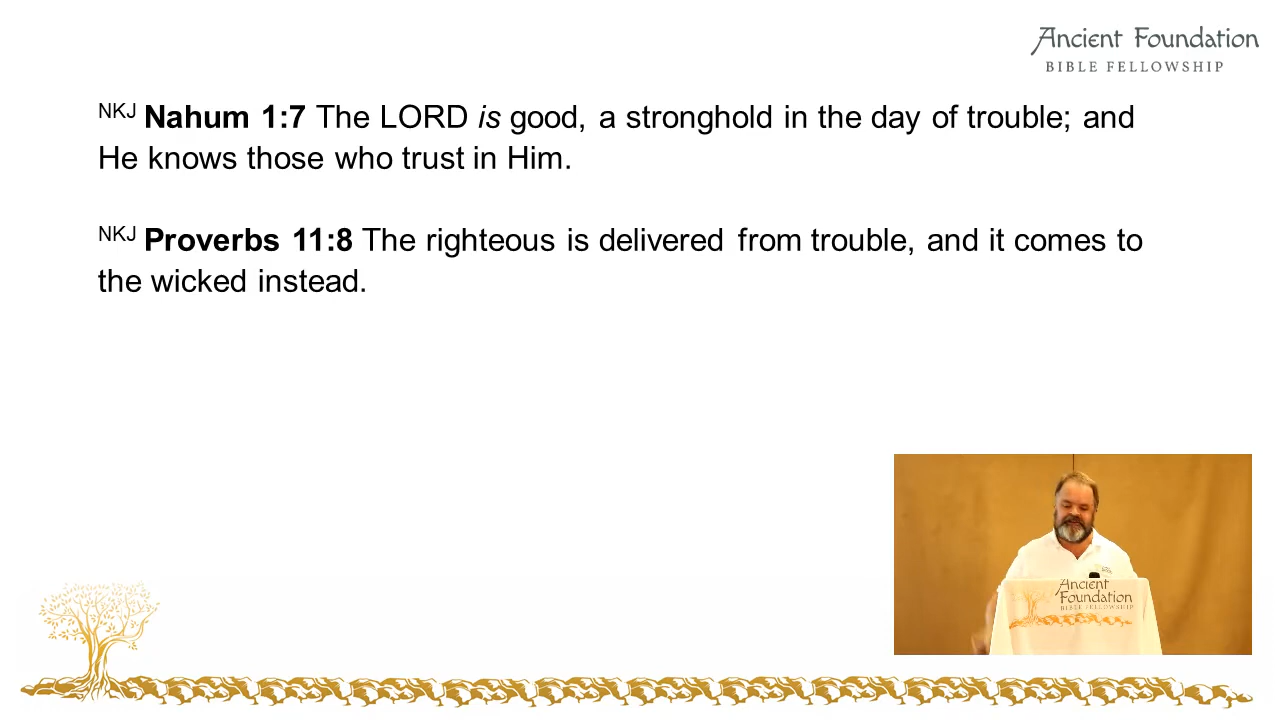 Ancient Foundation
BIBLE FELLOWSHIP
NKJ Nahum 1:7 The LORD is good, a stronghold in the day of trouble; and
He knows those who trust in Him.
NKJ Proverbs 11:8 The righteous is delivered from trouble, and it comes to
the wicked instead.
Ancient
Foundation
BIBLE FELLOWSHIP